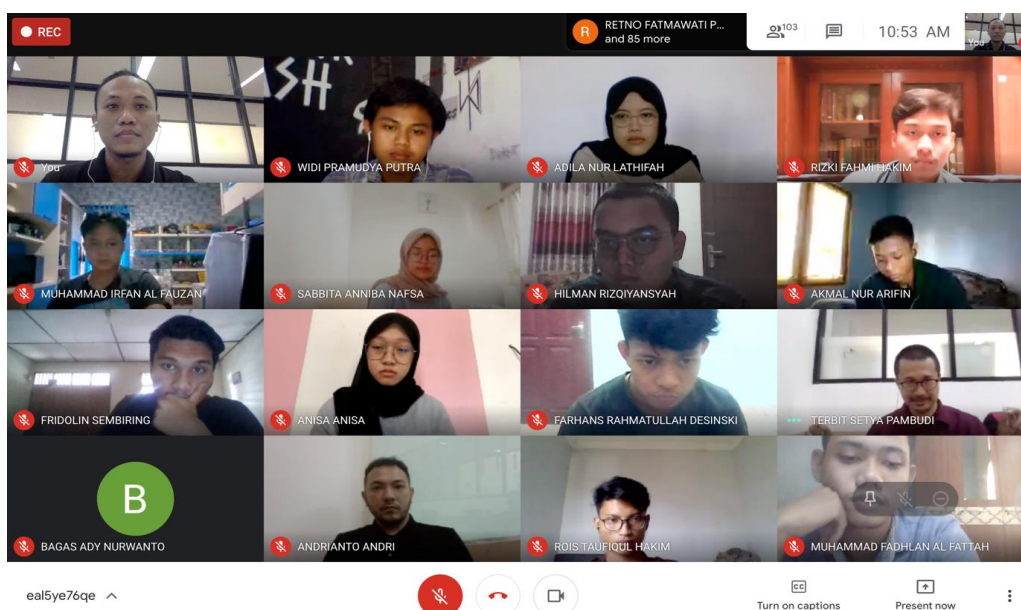 REC
R
RETNO FATMAWATI P...
and 85 more
103
10:53 AM
You
You
WIDI PRAMUDYA PUTRA
ADILA NUR LATHIFAH
RIZKI FAHMI HAKIM
MUHAMMAD IRFAN AL FAUZAN
SABBITA ANNIBA NAFSA
HILMAN RIZQIYANSYAH
AKMAL NUR ARIFIN
FRIDOLIN SEMBIRING
ANISA ANISA
FARHANS RAHMATULLAH DESINSKI
TERBIT SETYA PAMBUDI
B
BAGAS ADY NURWANTO
ANDRIANTO ANDRI
ROIS TAUFIQUL HAKIM
MUHAMMAD FADHLAN AL FATTAH
eal5ye76qe
CC
Turn on captions
Present now